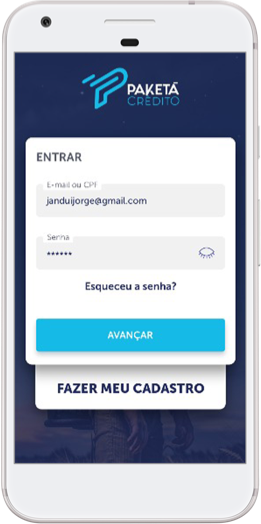 PAKETÁ
CRÉDITO
ENTRAR
E-mail ou CPF
janduijorge@gmail.com
Senha
******
Esqueceu a senha?
AVANÇAR
FAZER MEU CADASTRO